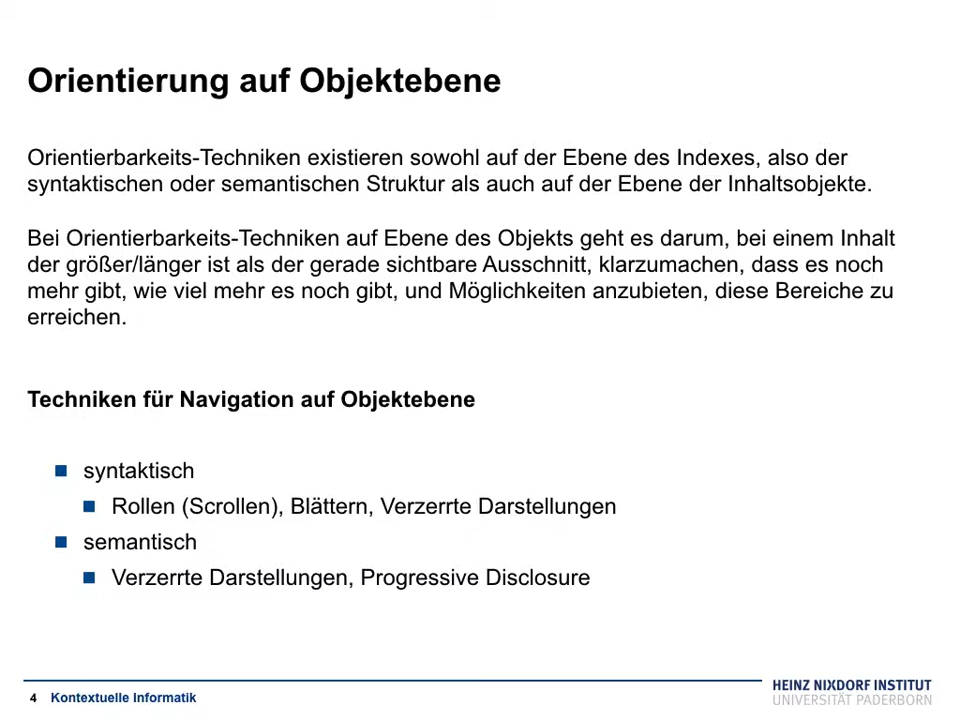 Orientierung auf Objektebene
Orientierbarkeits-Techniken existieren sowohl auf der Ebene des Indexes, also der
syntaktischen oder semantischen Struktur als auch auf der Ebene der Inhaltsobjekte.
Bei Orientierbarkeits-Techniken auf Ebene des Objekts geht es darum, bei einem Inhalt
der größer/länger ist als der gerade sichtbare Ausschnitt, klarzumachen, dass es noch
mehr gibt, wie viel mehr es noch gibt, und Möglichkeiten anzubieten, diese Bereiche zu
erreichen.
Techniken für Navigation auf Objektebene
syntaktisch
Rollen (Scrollen), Blättern, Verzerrte Darstellungen
semantisch
Verzerrte Darstellungen, Progressive Disclosure
4 Kontextuelle Informatik
HEINZ NIXDORF INSTITUT
UNIVERSITÄT PADERBORN